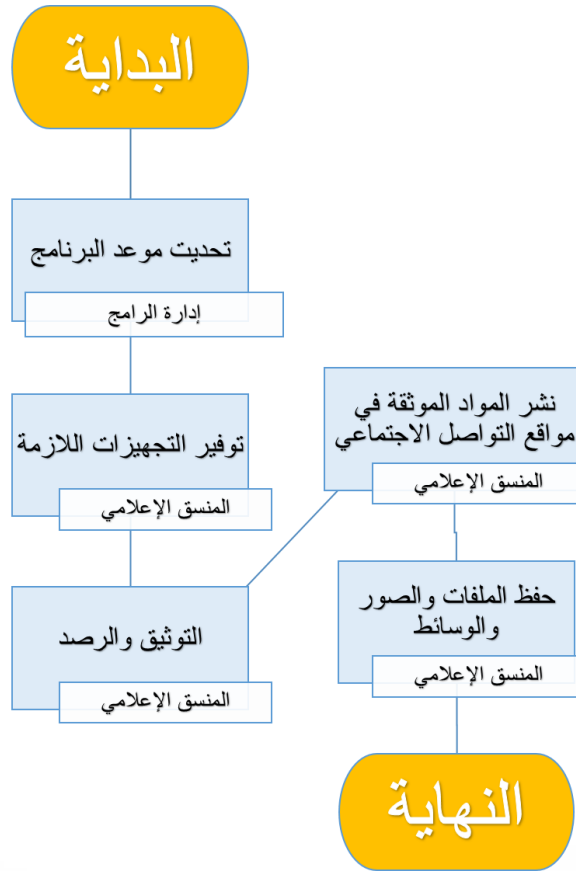 البداية
تحديت موعد البرنامج
إدارة الرامج
توفير التجهيزات اللازمة
المنسق الإعلامي
التوثيق والرصد
المنسق الإعلامي
نشر المواد الموثقة في
مواقع التواصل الاجتماعي
المنسق الإعلامي
حفظ الملفات والصور
والوسائط
المنسق الإعلامي
النهاية